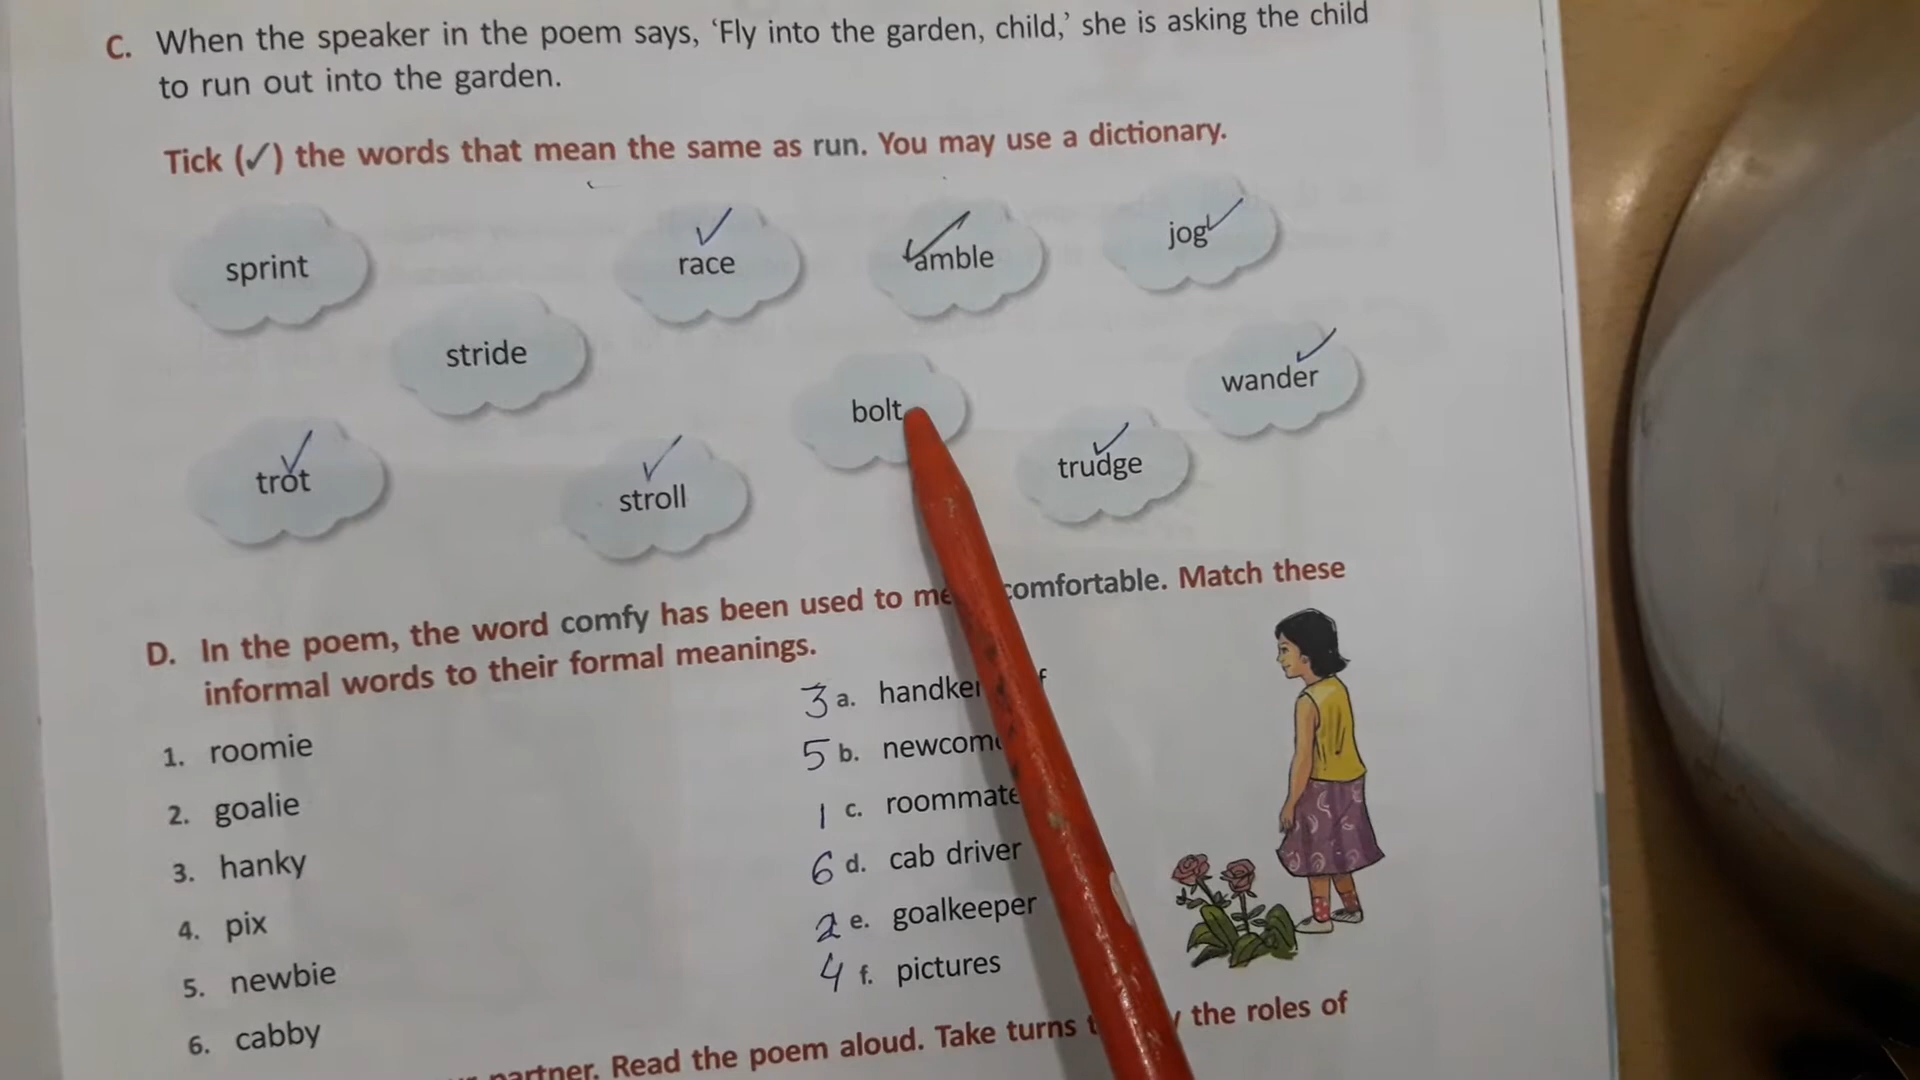 C. When the speaker in the poem says, ‘Fly into the garden, child,’ she is asking the child
to run out into the garden.
Tick (✓) the words that mean the same as run. You may use a dictionary.
sprint
✓ race
✓ amble
jog ✓
stride
bolt
wander ✓
trot ✓
stroll ✓
trudge ✓
D. In the poem, the word comfy has been used to me comfortable. Match these
informal words to their formal meanings.
1. roomie
2. goalie
3. hanky
4. pix
5. newbie
6. cabby
3 a. handker f
5 b. newcom
1 c. roommate
6 d. cab driver
2 e. goalkeeper
4 f. pictures
partner. Read the poem aloud. Take turns the roles of